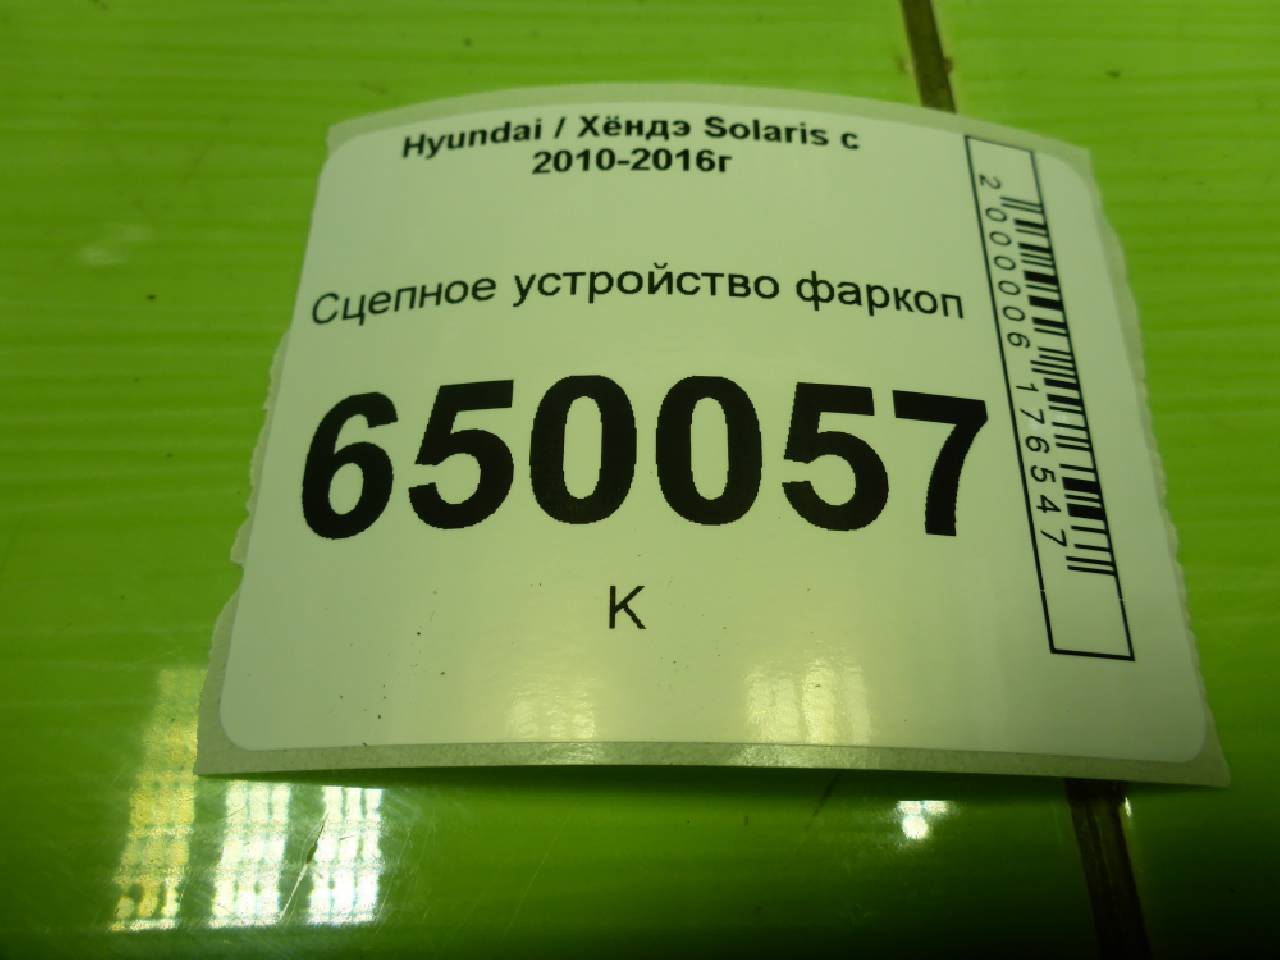 Hyundai / Хёндэ Solaris с
2010-2016г
Сцепное устройство фаркоп
650057
К
2000006176547